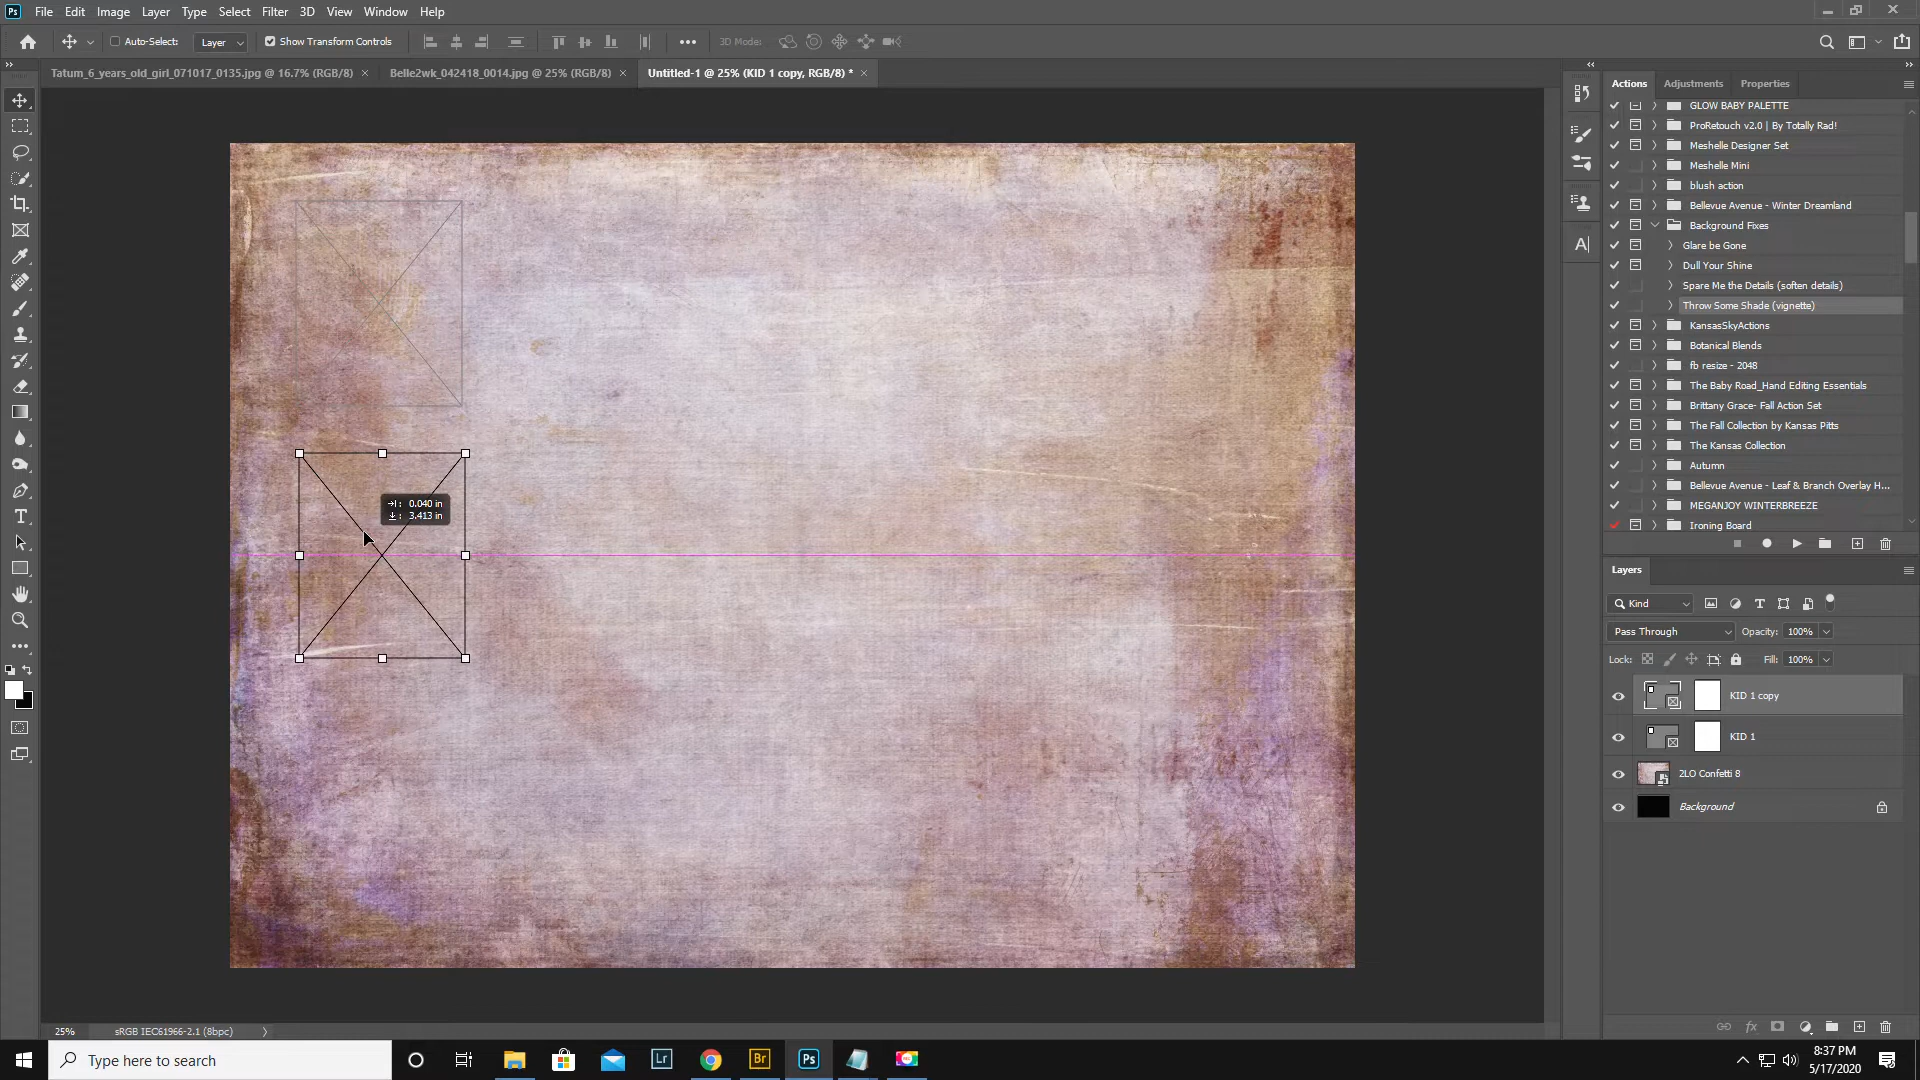 Ps File Edit Image Layer Type Select Filter 3D View Window Help
Auto-Select: Layer Show Transform Controls 3D Mode:
Tatum_6_years_old_girl_071017_0135.jpg @ 16.7% (RGB/8) Belle2wk_042418_0014.jpg @ 25% (RGB/8) Untitled-1 @ 25% (KID 1 copy, RGB/8) *
Actions Adjustments Properties
GLOW BABY PALETTE
ProRetouch v2.0 | By Totally Rad!
Meshelle Designer Set
Meshelle Mini
blush action
Bellevue Avenue - Winter Dreamland
Background Fixes
Glare be Gone
Dull Your Shine
Spare Me the Details (soften details)
Throw Some Shade (vignette)
KansasSkyActions
Botanical Blends
fb resize - 2048
The Baby Road_Hand Editing Essentials
Brittany Grace- Fall Action Set
The Fall Collection by Kansas Pitts
The Kansas Collection
Autumn
Bellevue Avenue - Leaf & Branch Overlay H...
MEGANJOY WINTERBREEZE
Ironing Board
0.040 in
3.413 in
Layers
Kind
Pass Through Opacity: 100%
Lock: Fill: 100%
KID 1 copy
KID 1
2LO Confetti 8
Background
25% sRGB IEC61966-2.1 (8bpc)
Type here to search
Lr Br Ps
8:37 PM
5/17/2020